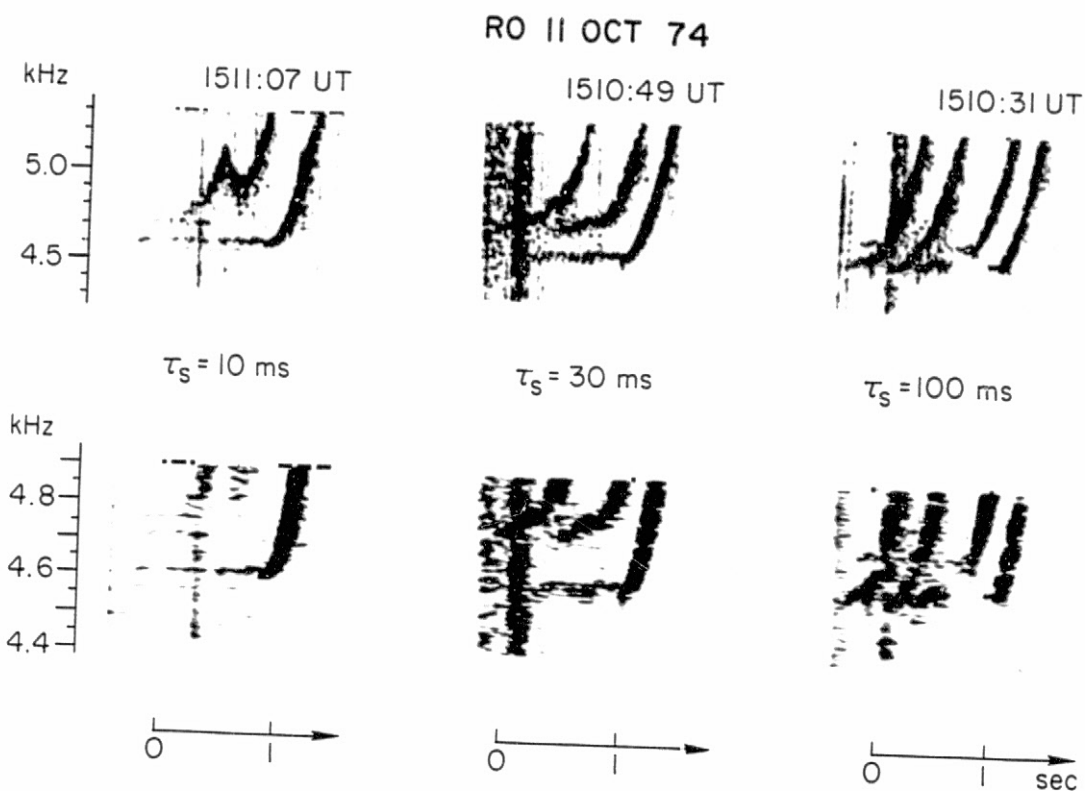 RO 11 OCT 74
kHz
1511:07 UT
1510:49 UT
1510:31 UT
5.0
4.5
τs = 10 ms
τs = 30 ms
τs = 100 ms
kHz
4.8
4.6
4.4
0 1
0 1
0 1 sec